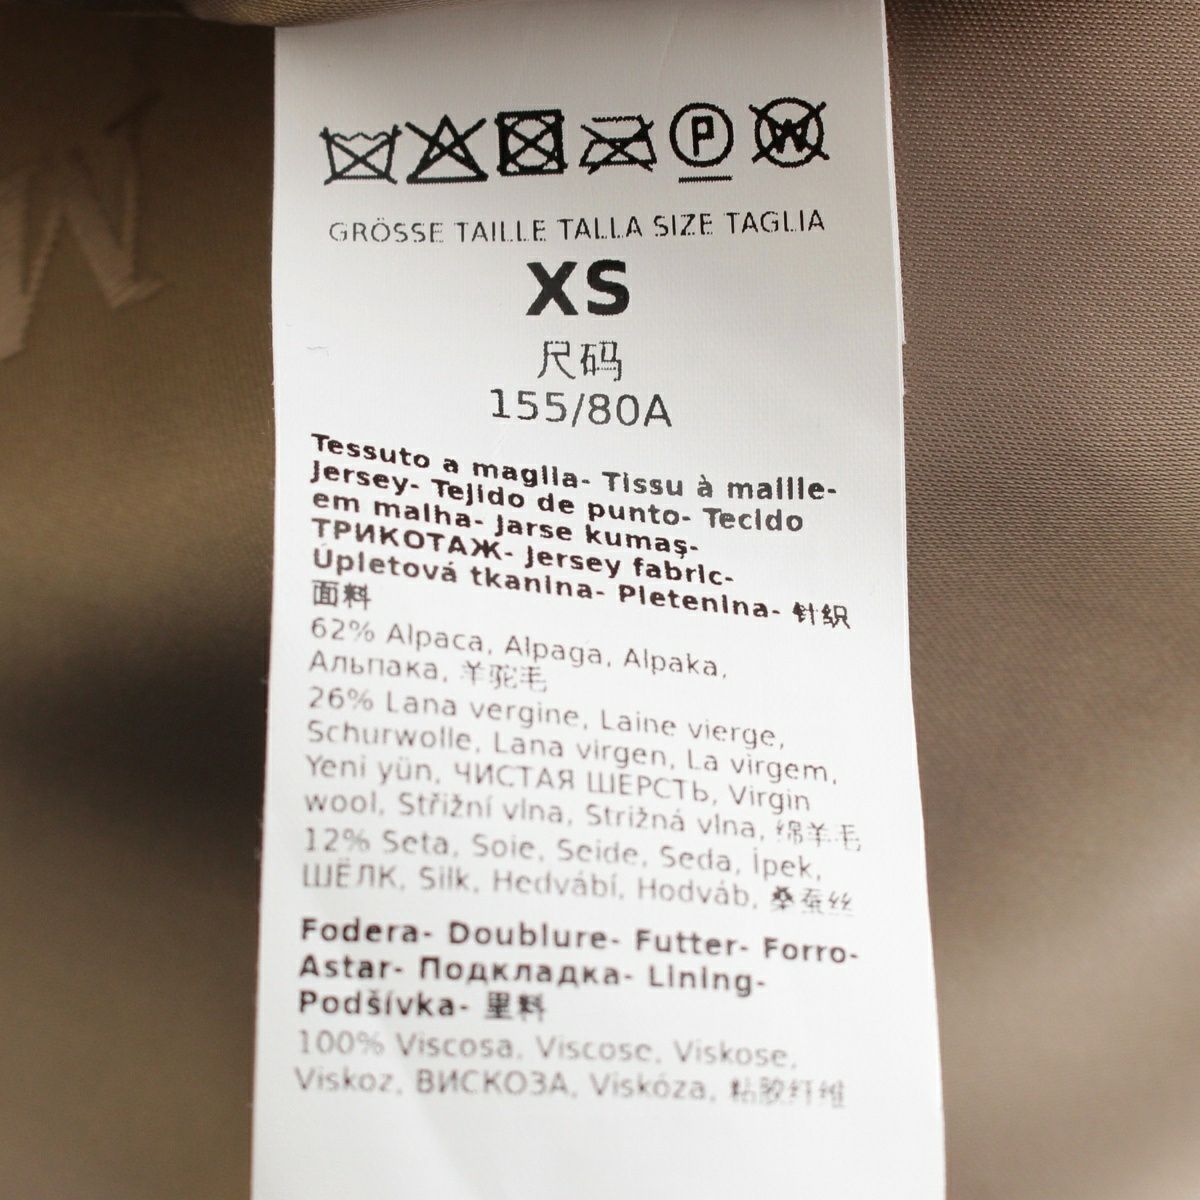 P W
GRÖSSE TAILLE TALLA SIZE TAGLIA
XS
尺码
155/80A
Tessuto a maglia- Tissu à maille-
Jersey- Tejido de punto- Tecido
em malha- Jarse kumaş-
ТРИКОТАЖ- Jersey fabric-
Úpletová tkanina- Pletenina- 针织
面料
62% Alpaca, Alpaga, Alpaka,
Альпака, 羊驼毛
26% Lana vergine, Laine vierge,
Schurwolle, Lana virgen, La virgem,
Yeni yün, ЧИСТАЯ ШЕРСТЬ, Virgin
wool, Střižní vlna, Strižná vlna, 绵羊毛
12% Seta, Soie, Seide, Seda, İpek,
ШЁЛК, Silk, Hedvábí, Hodváb, 桑蚕丝
Fodera- Doublure- Futter- Forro-
Astar- Подкладка- Lining-
Podšívka- 里料
100% Viscosa, Viscose, Viskose,
Viskoz, ВИСКОЗА, Viskóza, 粘胶纤维